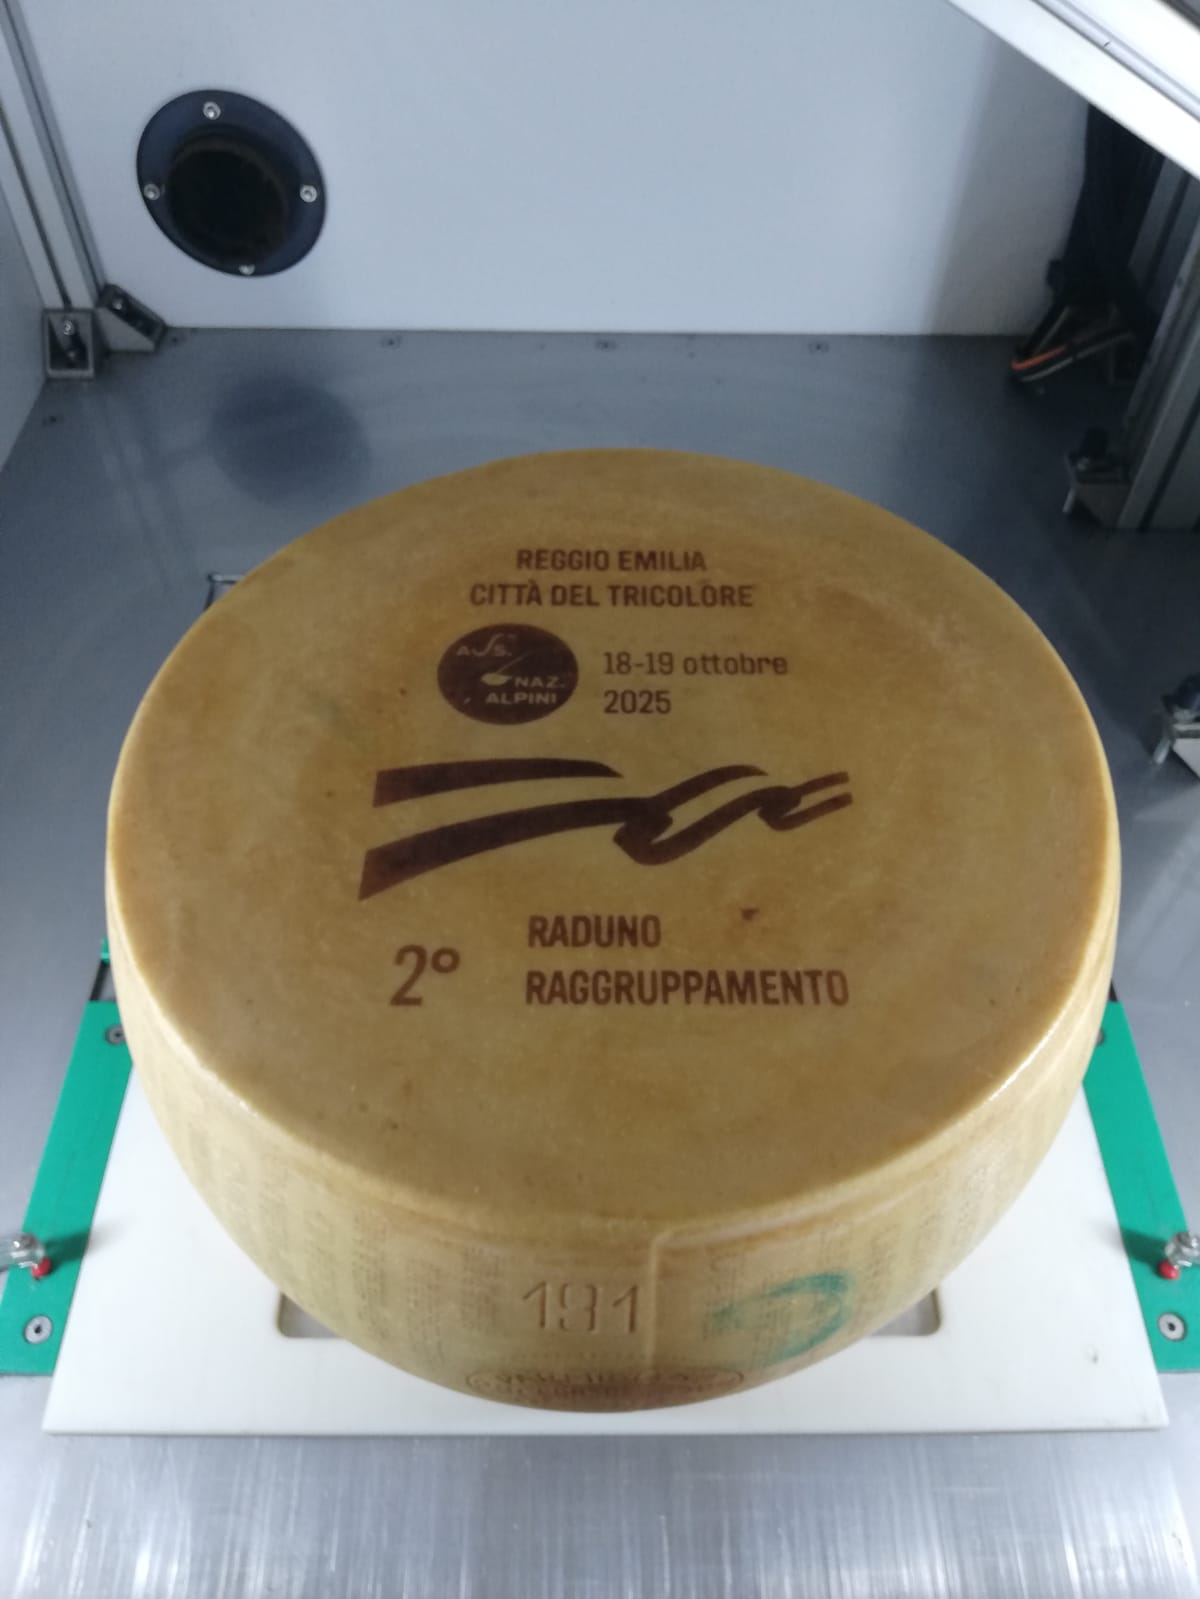 REGGIO EMILIA
CITTÀ DEL TRICOLORE
ASS.
NAZ.
ALPINI
18-19 ottobre
2025
2° RADUNO
RAGGRUPPAMENTO
191